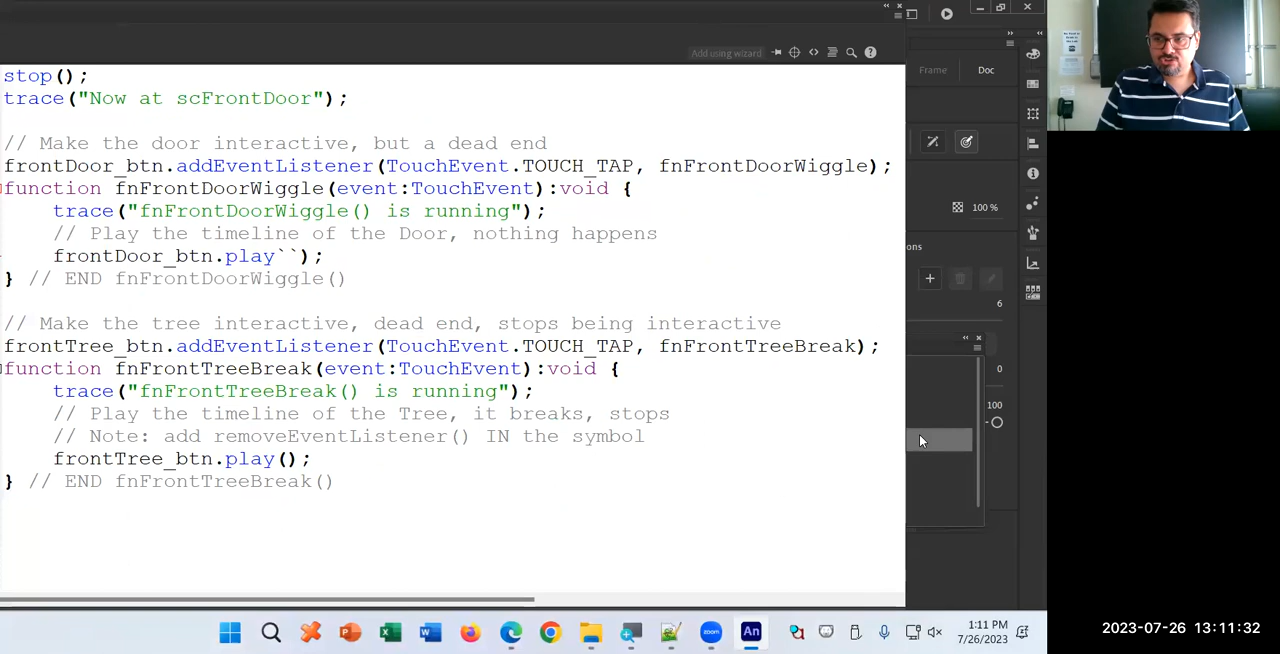 Add using wizard
Frame
Doc
stop();
trace("Now at scFrontDoor");
// Make the door interactive, but a dead end
frontDoor_btn.addEventListener(TouchEvent.TOUCH_TAP, fnFrontDoorWiggle);
function fnFrontDoorWiggle(event:TouchEvent):void {
trace("fnFrontDoorWiggle() is running");
// Play the timeline of the Door, nothing happens
frontDoor_btn.play``);
} // END fnFrontDoorWiggle()
// Make the tree interactive, dead end, stops being interactive
frontTree_btn.addEventListener(TouchEvent.TOUCH_TAP, fnFrontTreeBreak);
function fnFrontTreeBreak(event:TouchEvent):void {
trace("fnFrontTreeBreak() is running");
// Play the timeline of the Tree, it breaks, stops
// Note: add removeEventListener() IN the symbol
frontTree_btn.play();
} // END fnFrontTreeBreak()
100 %
ons
6
0
100
An
zoom
1:11 PM
7/26/2023
2023-07-26 13:11:32